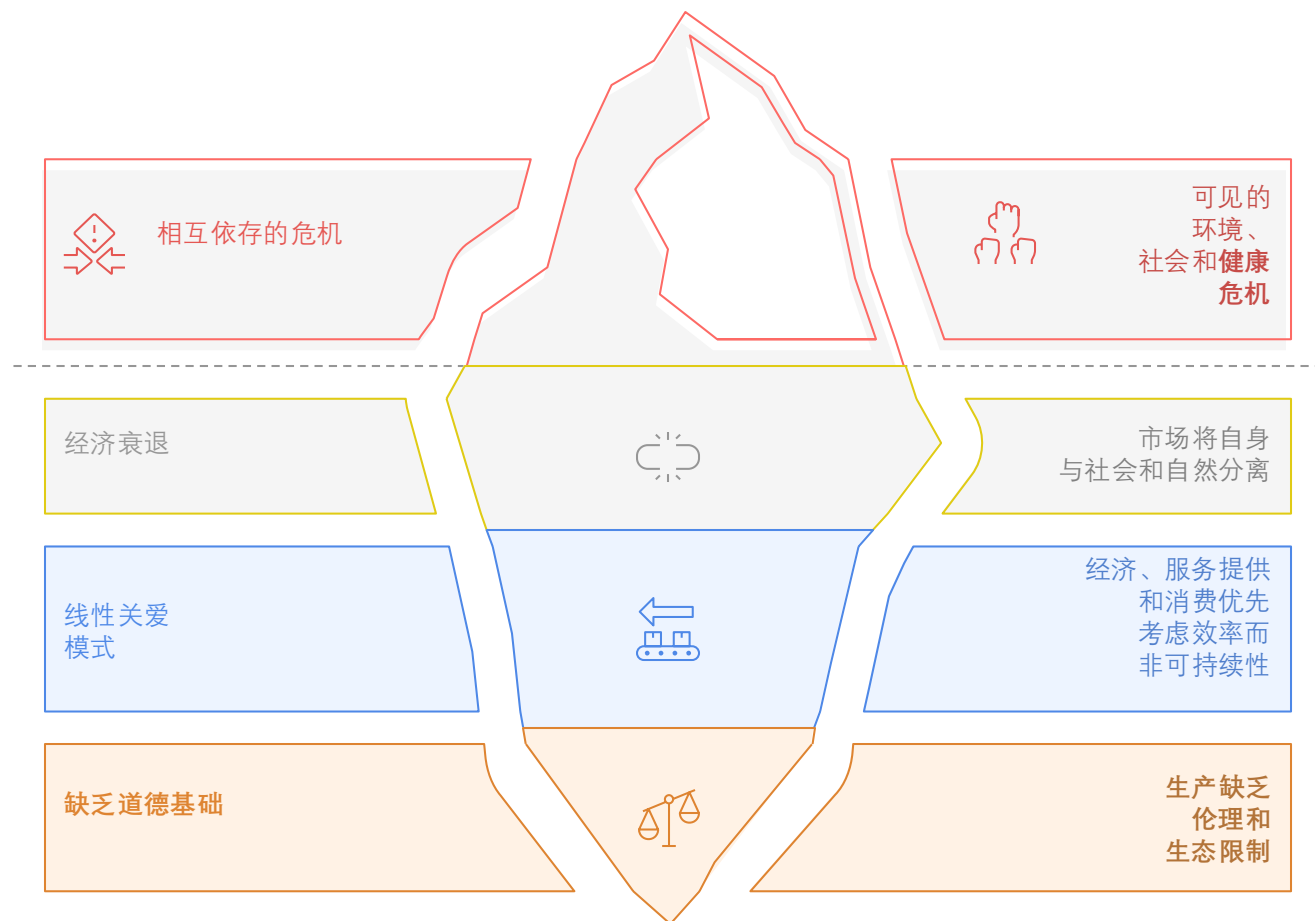 相互依存的危机
可见的
环境、
社会和健康
危机
经济衰退
市场将自身
与社会和自然分离
线性关爱
模式
经济、服务提供
和消费优先
考虑效率而
非可持续性
缺乏道德基础
生产缺乏
伦理和
生态限制